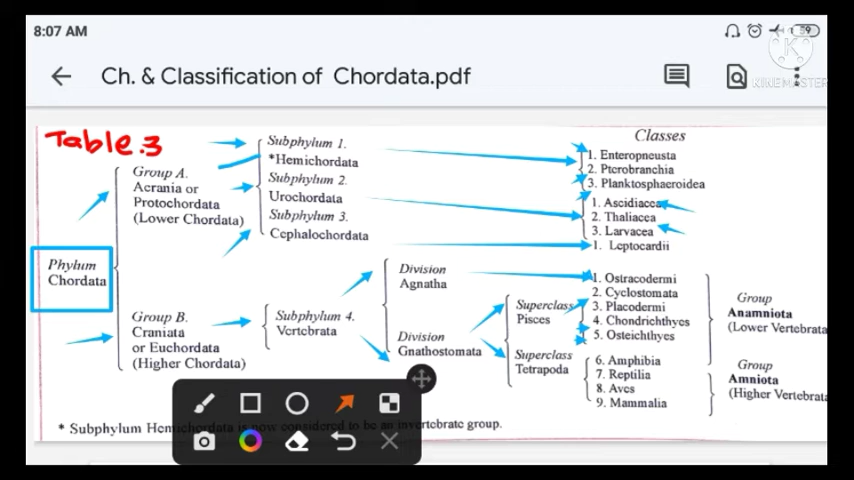 8:07 AM
59
K
KINEMASTER
Ch. & Classification of Chordata.pdf
Table.3
Classes
Phylum
Chordata
Group A.
Acrania or
Protochordata
(Lower Chordata)
Subphylum 1.
*Hemichordata
Subphylum 2.
Urochordata
Subphylum 3.
Cephalochordata
1. Enteropneusta
2. Pterobranchia
3. Planktosphaeroidea
1. Ascidiacea
2. Thaliacea
3. Larvacea
1. Leptocardii
Group B.
Craniata
or Euchordata
(Higher Chordata)
Subphylum 4.
Vertebrata
Division
Agnatha
Division
Gnathostomata
Superclass
Pisces
Superclass
Tetrapoda
1. Ostracodermi
2. Cyclostomata
3. Placodermi
4. Chondrichthyes
5. Osteichthyes
6. Amphibia
7. Reptilia
8. Aves
9. Mammalia
Group
Anamniota
(Lower Vertebrata
Group
Amniota
(Higher Vertebrata
* Subphylum Hemichordata is now considered to be an invertebrate group.